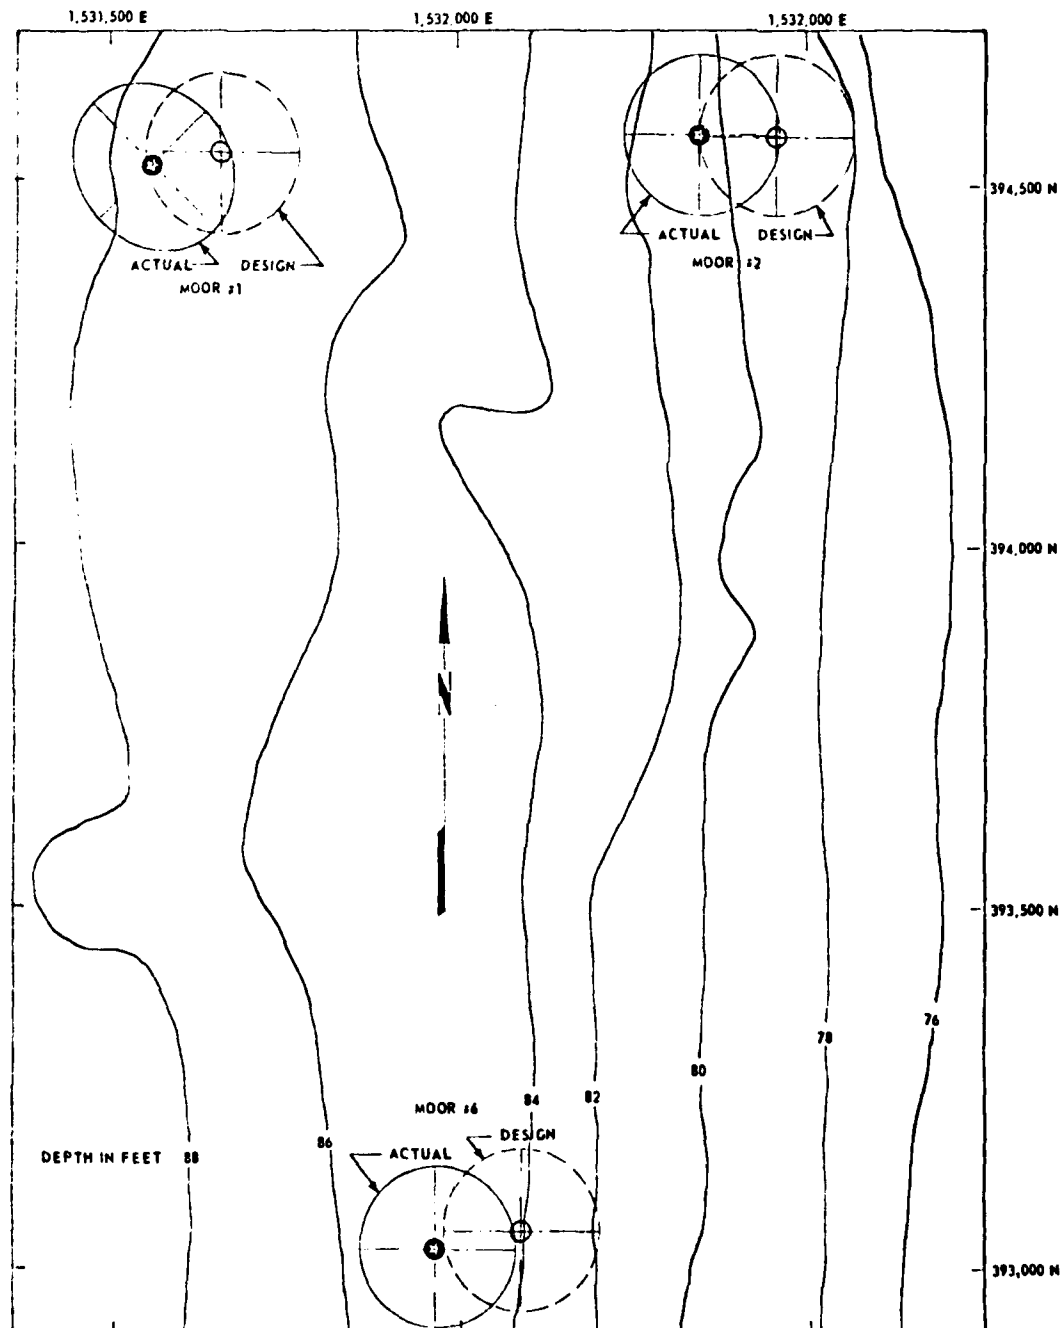 1,531,500 E 1,532,000 E 1,532,000 E
394,500 N
ACTUAL DESIGN
MOOR #1
ACTUAL DESIGN
MOOR #2
394,000 N
N
393,500 N
76
78
80
84 82
MOOR #6
DESIGN
86 ACTUAL
DEPTH IN FEET 88
393,000 N